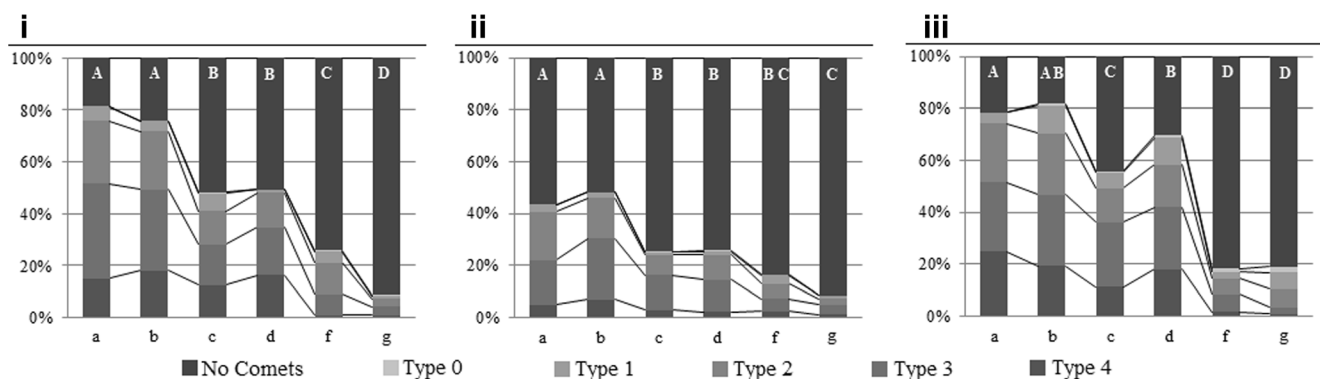 i ii iii
100% A A B B C D
80%
60%
40%
20%
0%
a b c d f g
100% A A B B B C C
80%
60%
40%
20%
0%
a b c d f g
100% A A B C B D D
80%
60%
40%
20%
0%
a b c d f g
No Comets Type 0 Type 1 Type 2 Type 3 Type 4